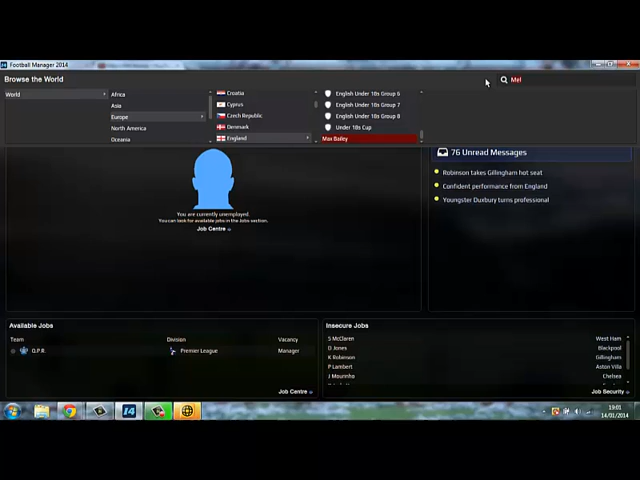 Football Manager 2014
Browse the World
Mel
World
Africa
Asia
Europe
North America
Oceania
Croatia
Cyprus
Czech Republic
Denmark
England
English Under 18s Group 6
English Under 18s Group 7
English Under 18s Group 8
Under 18s Cup
Max Bailey
You are currently unemployed.
You can look for available jobs in the Jobs section.
Job Centre
76 Unread Messages
Robinson takes Gillingham hot seat
Confident performance from England
Youngster Duxbury turns professional
Available Jobs
Team Division Vacancy
Q.P.R. Premier League Manager
Job Centre
Insecure Jobs
S McClaren West Ham
D Jones Blackpool
K Robinson Gillingham
P Lambert Aston Villa
J Mourinho Chelsea
Job Security
19:01
14/01/2014